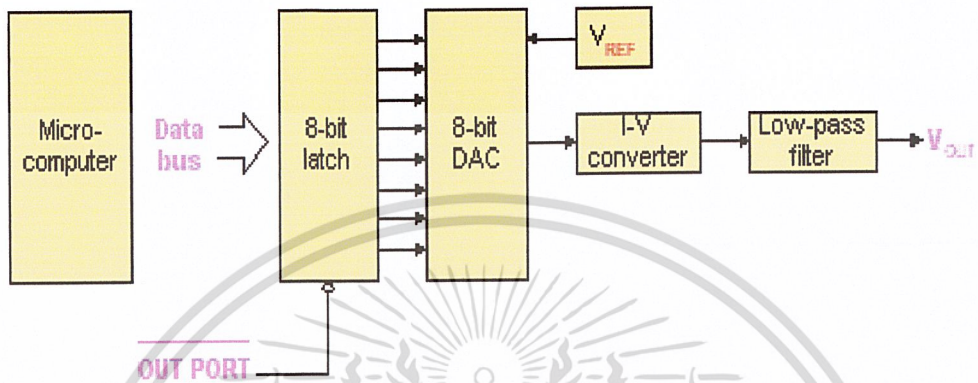 Micro-
computer
Data
bus
8-bit
latch
8-bit
DAC
VREF
I-V
converter
Low-pass
filter
VOUT
OUT PORT